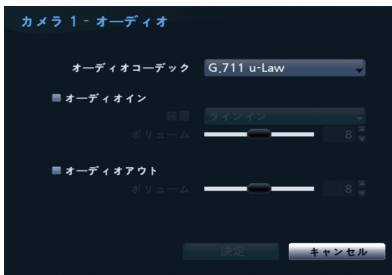 カメラ 1 - オーディオ
オーディオコーデック G.711 u-Law
オーディオイン
音源 ラインイン
ボリューム 8
オーディオアウト
ボリューム 8
決定 キャンセル